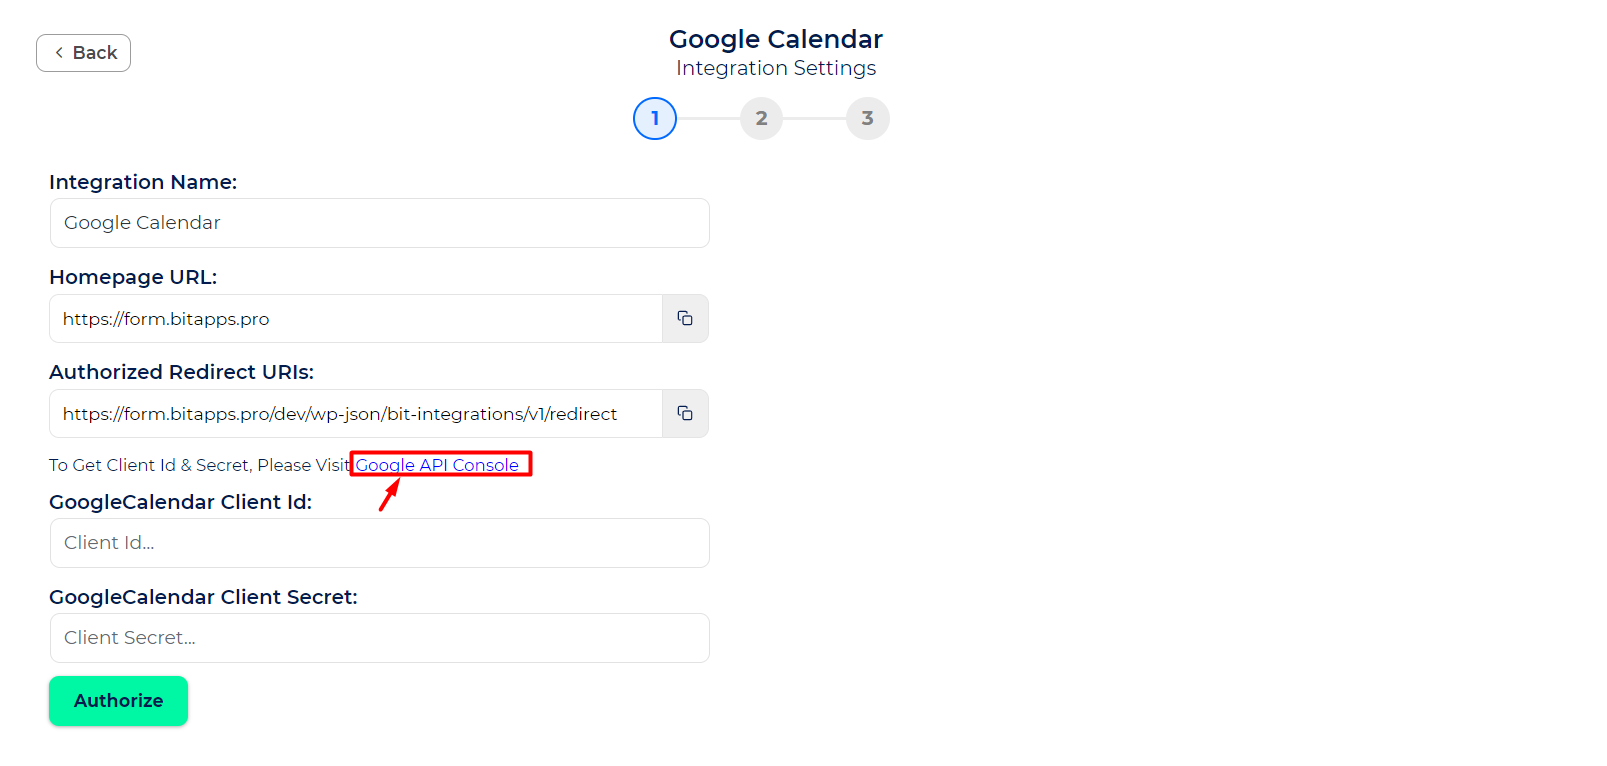 Back
Google Calendar
Integration Settings
1 2 3
Integration Name:
Google Calendar
Homepage URL:
https://form.bitapps.pro
Authorized Redirect URIs:
https://form.bitapps.pro/dev/wp-json/bit-integrations/v1/redirect
To Get Client Id & Secret, Please Visit Google API Console
GoogleCalendar Client Id:
Client Id...
GoogleCalendar Client Secret:
Client Secret...
Authorize